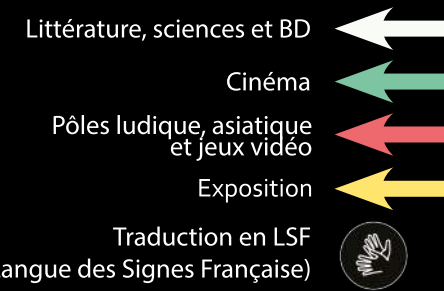 Littérature, sciences et BD
Cinéma
Pôles ludique, asiatique
et jeux vidéo
Exposition
Traduction en LSF
angue des Signes Française)